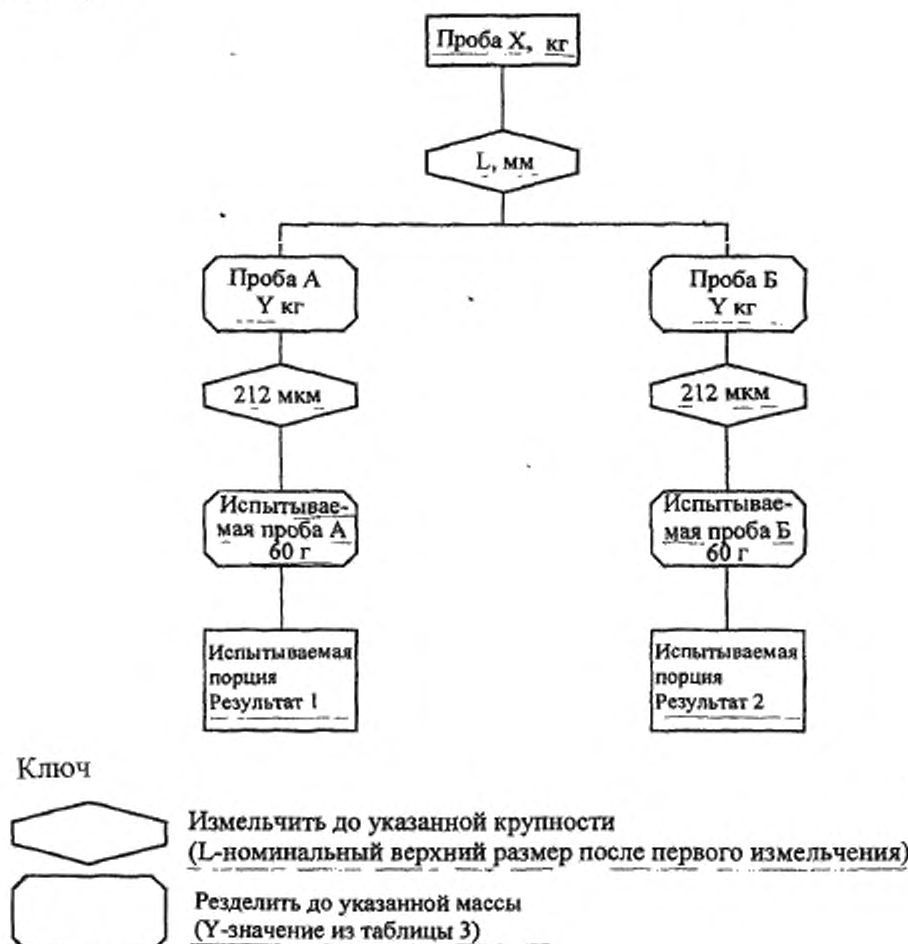 Проба X, кг
L, мм
Проба А
Y кг
Проба Б
Y кг
212 мкм
212 мкм
Испытывае-
мая проба А
60 г
Испытывае-
мая проба Б
60 г
Испытываемая
порция
Результат 1
Испытываемая
порция
Результат 2
Ключ
Измельчить до указанной крупности
(L-номинальный верхний размер после первого измельчения)
Резделить до указанной массы
(Y-значение из таблицы 3)